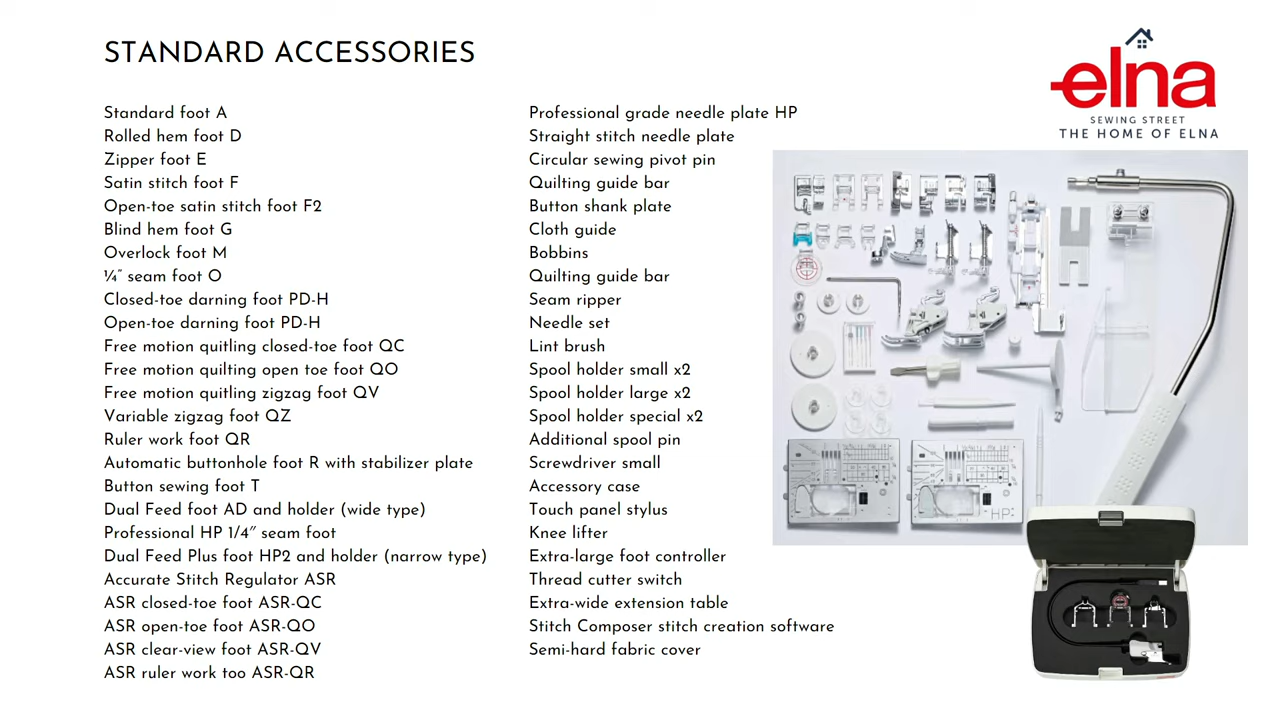 STANDARD ACCESSORIES
Standard foot A
Rolled hem foot D
Zipper foot E
Satin stitch foot F
Open-toe satin stitch foot F2
Blind hem foot G
Overlock foot M
¼" seam foot O
Closed-toe darning foot PD-H
Open-toe darning foot PD-H
Free motion quitling closed-toe foot QC
Free motion quilting open toe foot QO
Free motion quitling zigzag foot QV
Variable zigzag foot QZ
Ruler work foot QR
Automatic buttonhole foot R with stabilizer plate
Button sewing foot T
Dual Feed foot AD and holder (wide type)
Professional HP 1/4″ seam foot
Dual Feed Plus foot HP2 and holder (narrow type)
Accurate Stitch Regulator ASR
ASR closed-toe foot ASR-QC
ASR open-toe foot ASR-QO
ASR clear-view foot ASR-QV
ASR ruler work too ASR-QR
Professional grade needle plate HP
Straight stitch needle plate
Circular sewing pivot pin
Quilting guide bar
Button shank plate
Cloth guide
Bobbins
Quilting guide bar
Seam ripper
Needle set
Lint brush
Spool holder small x2
Spool holder large x2
Spool holder special x2
Additional spool pin
Screwdriver small
Accessory case
Touch panel stylus
Knee lifter
Extra-large foot controller
Thread cutter switch
Extra-wide extension table
Stitch Composer stitch creation software
Semi-hard fabric cover
elna
SEWING STREET
THE HOME OF ELNA
HP